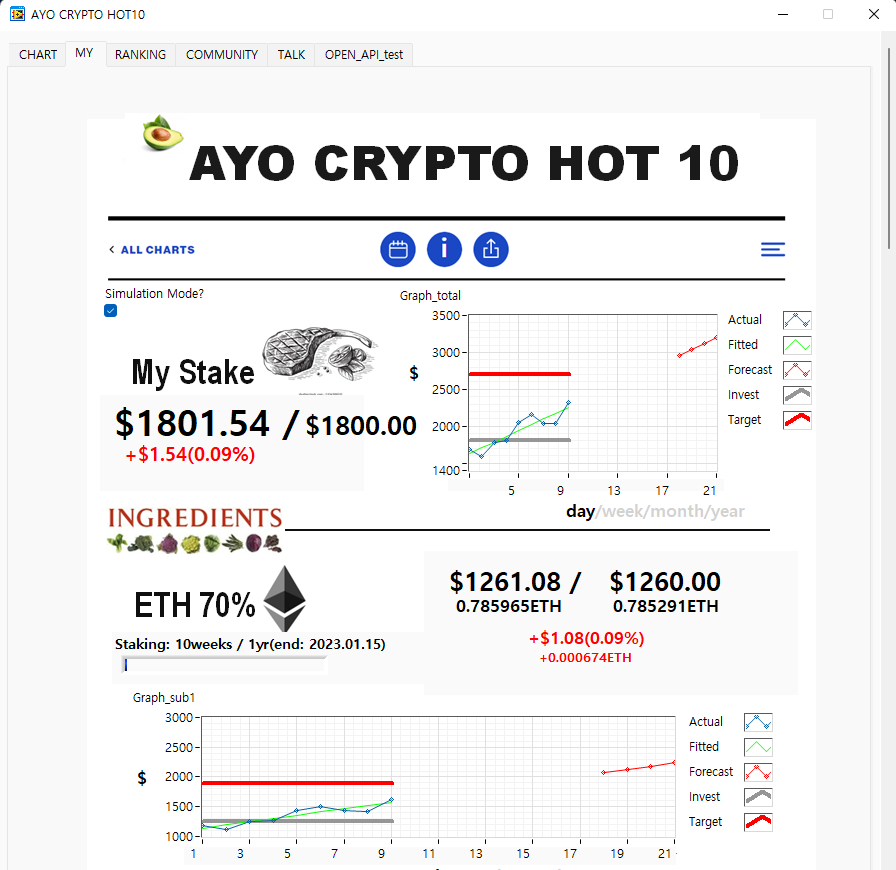 AYO CRYPTO HOT10
CHART MY RANKING COMMUNITY TALK OPEN_API_test
AYO CRYPTO HOT 10
< ALL CHARTS
Simulation Mode?
Graph_total
My Stake
$1801.54 / $1800.00
+$1.54(0.09%)
$
3500
3000
2500
2000
1400
5 9 13 17 21
Actual
Fitted
Forecast
Invest
Target
day/week/month/year
INGREDIENTS
ETH 70%
Staking: 10weeks / 1yr(end: 2023.01.15)
$1261.08 / $1260.00
0.785965ETH 0.785291ETH
+$1.08(0.09%)
+0.000674ETH
Graph_sub1
$
3000
2500
2000
1500
1000
1 3 5 7 9 11 13 15 17 19 21
Actual
Fitted
Forecast
Invest
Target